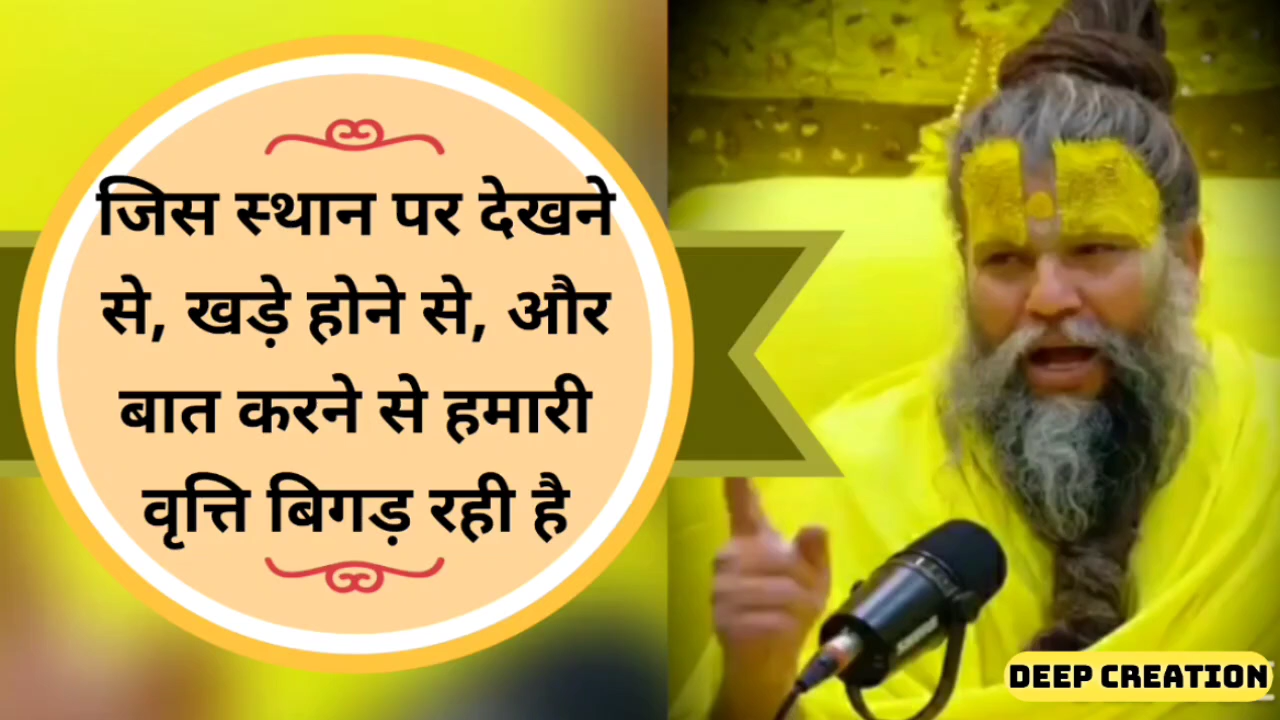 जिस स्थान पर देखने
से, खड़े होने से, और
बात करने से हमारी
वृत्ति बिगड़ रही है
DEEP CREATION